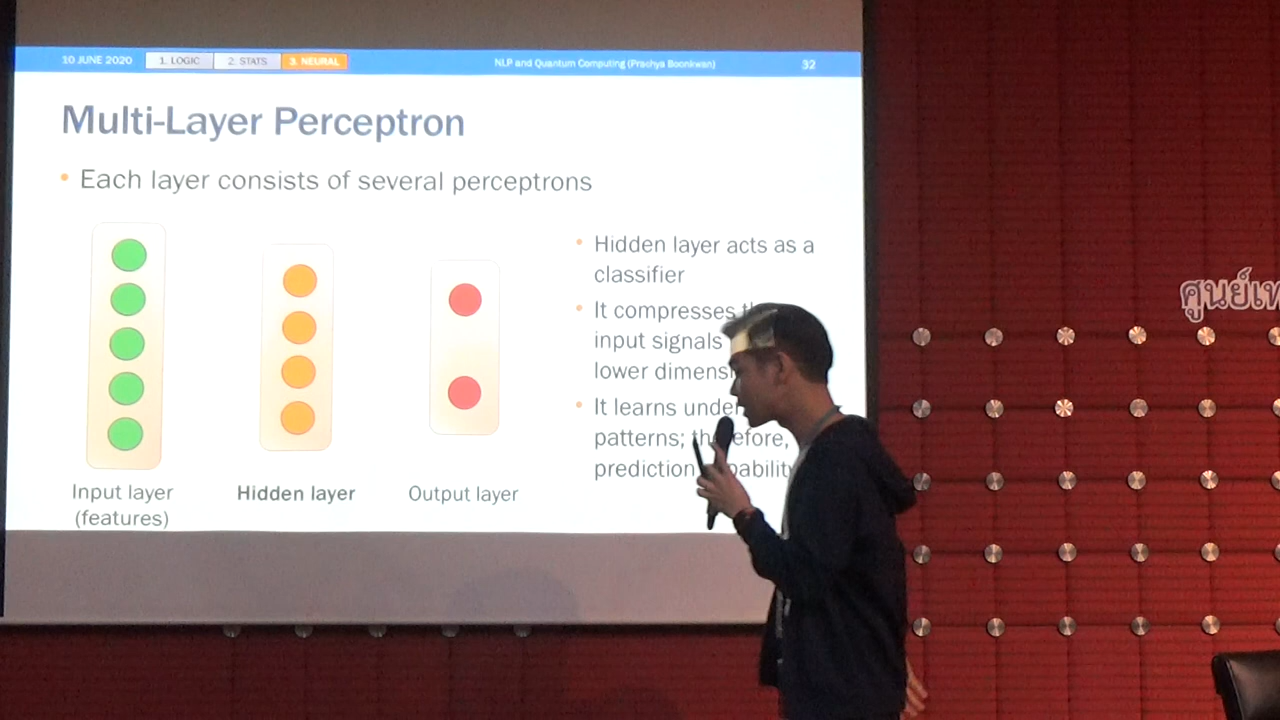 10 JUNE 2020 1. LOGIC 2. STATS 3. NEURAL NLP and Quantum Computing (Prachya Boonkwan) 32
Multi-Layer Perceptron
• Each layer consists of several perceptrons
• Hidden layer acts as a
classifier
• It compresses
input signals
lower
• It learns
patterns;
prediction
Input layer
(features)
Hidden layer
Output layer